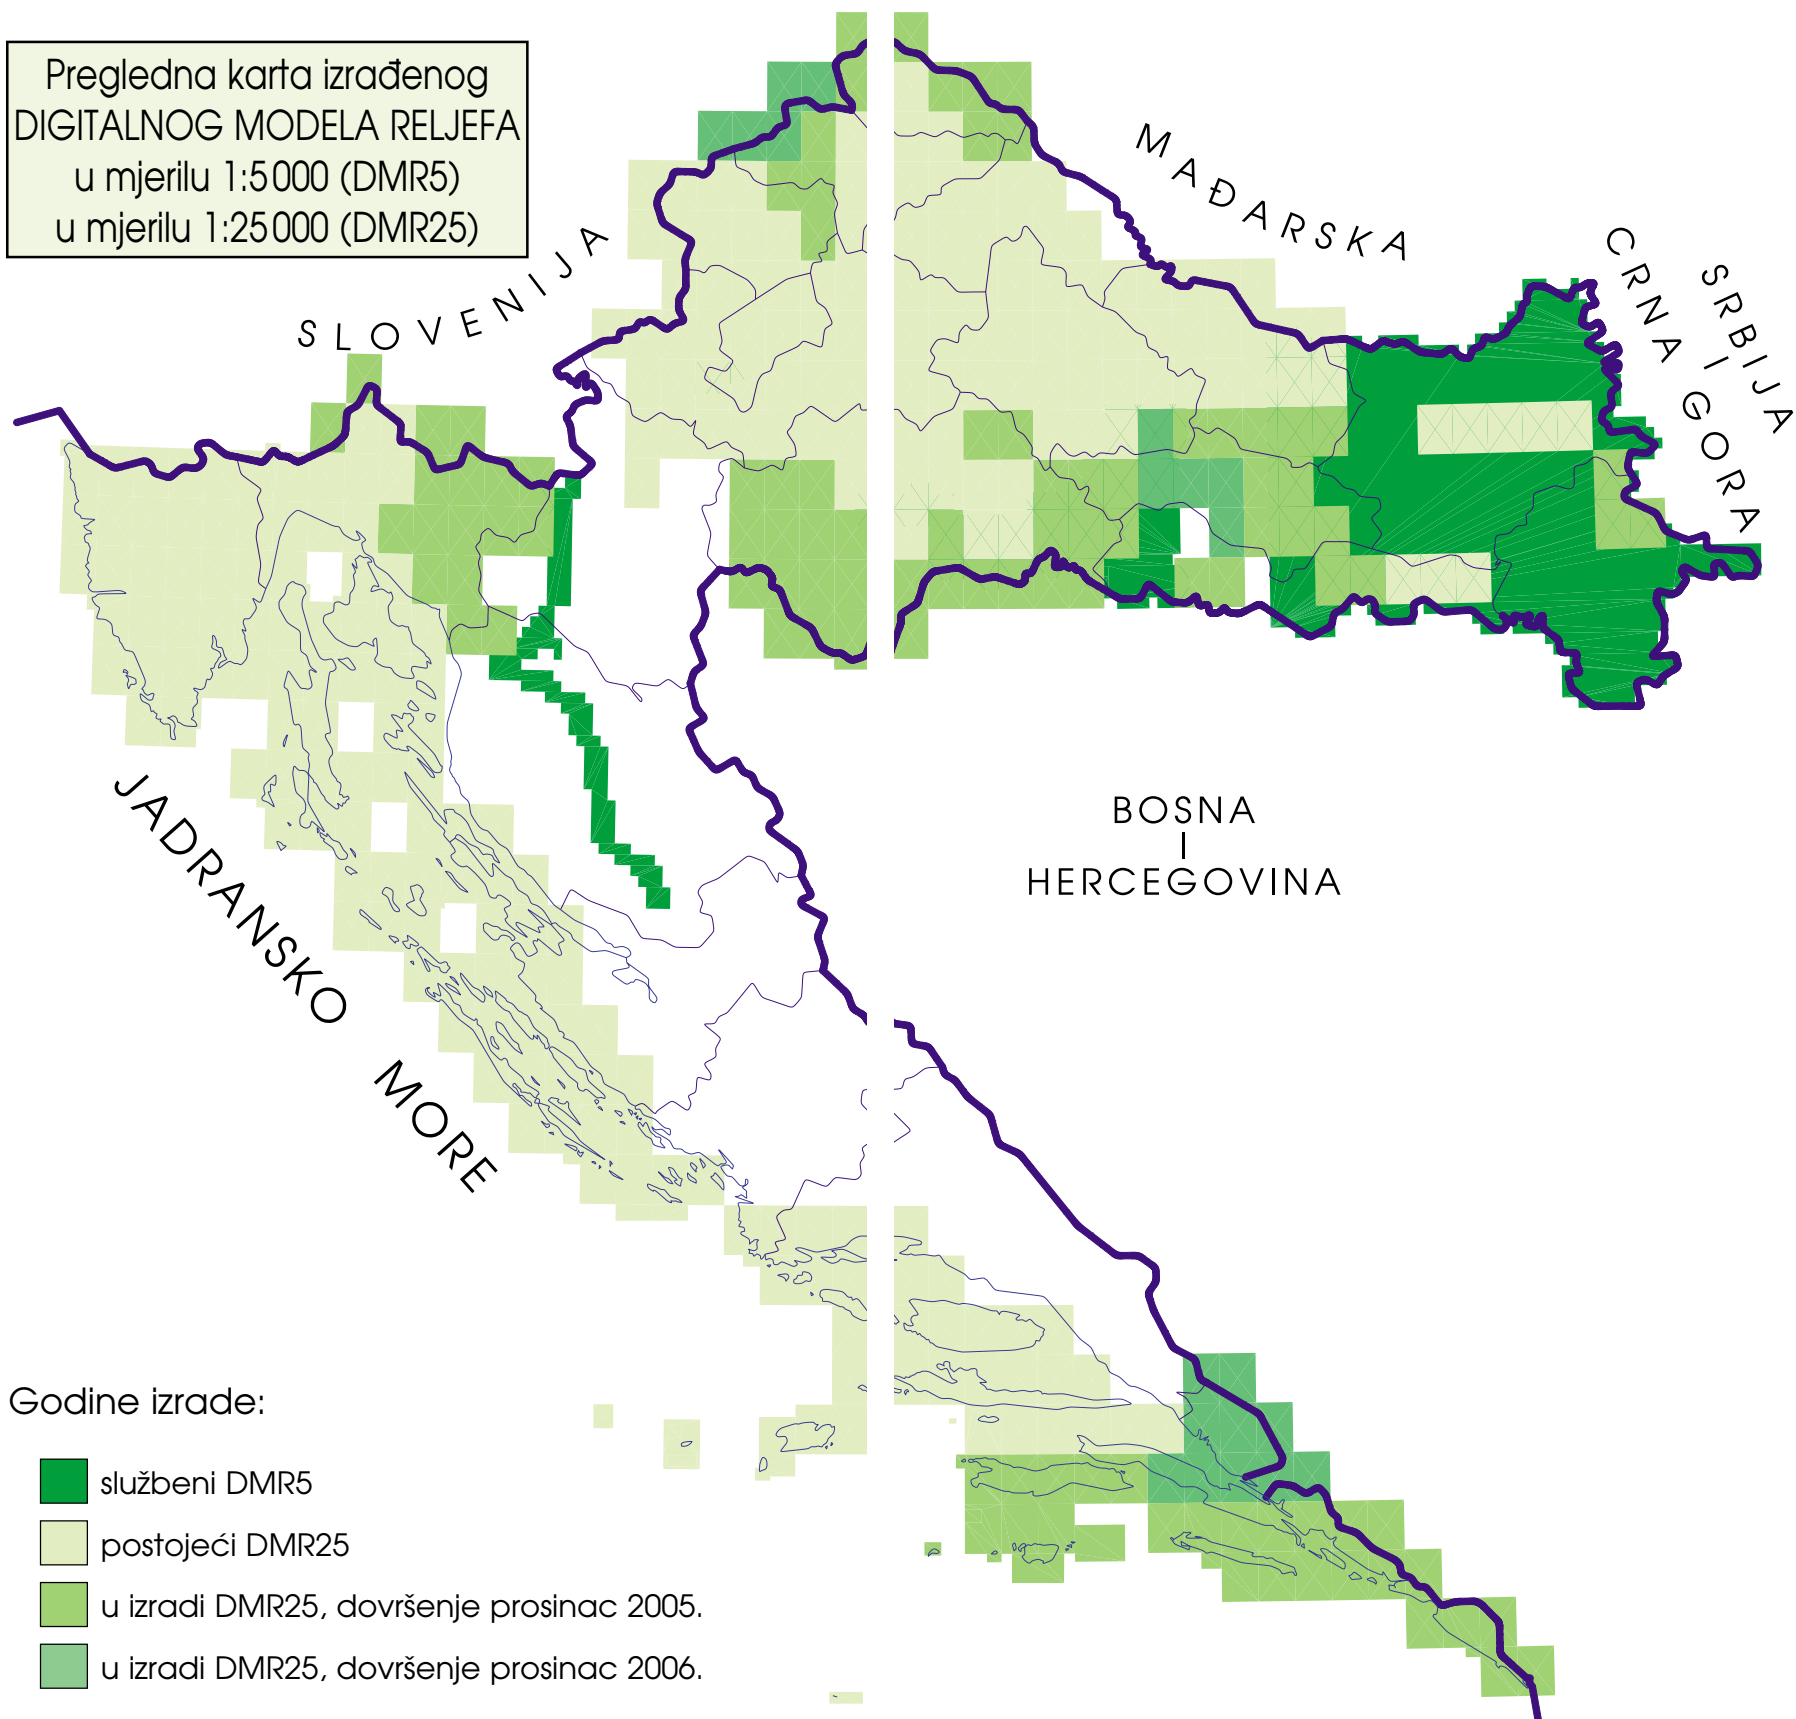 Pregledna karta izrađenog
DIGITALNOG MODELA RELJEFA
u mjerilu 1:5000 (DMR5)
u mjerilu 1:25000 (DMR25)
SLOVENIJA
MAĐARSKA
SRBIJA
I
CRNA GORA
BOSNA
I
HERCEGOVINA
JADRANSKO MORE
Godine izrade:
službeni DMR5
postojeći DMR25
u izradi DMR25, dovršenje prosinac 2005.
u izradi DMR25, dovršenje prosinac 2006.